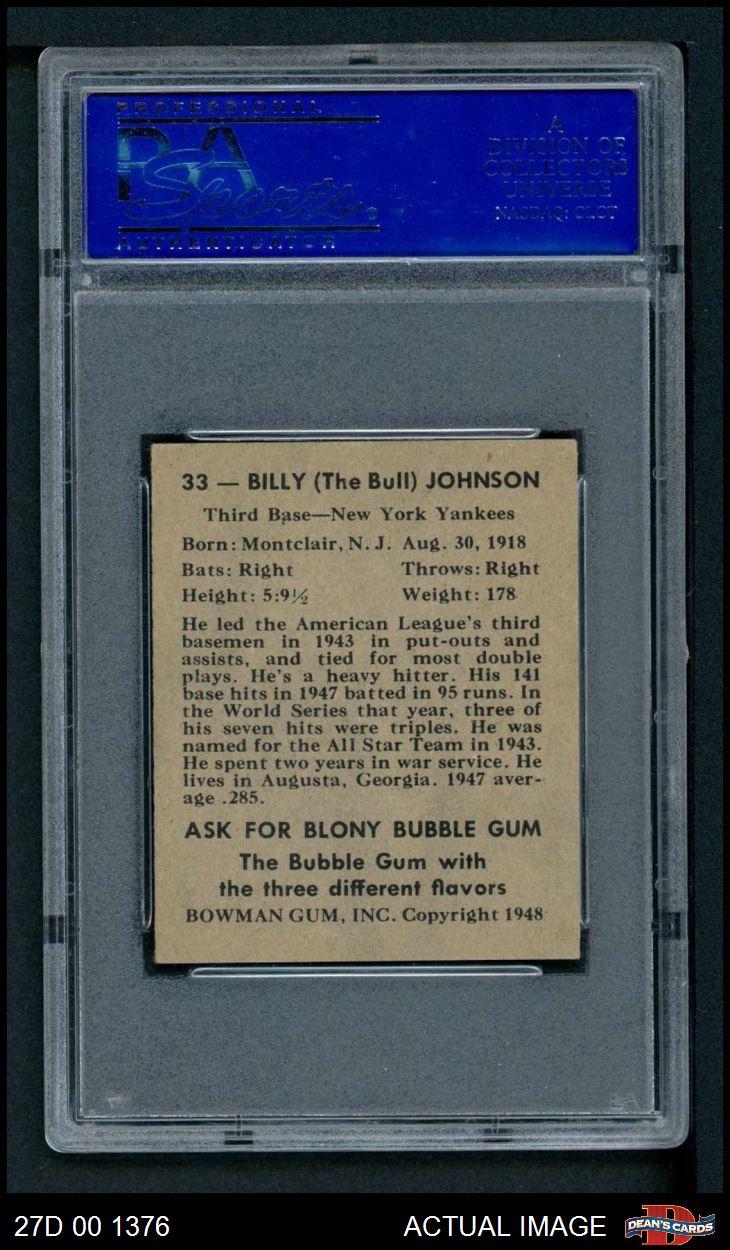 PROFESSIONAL
PSA
Sports
AUTHENTICATOR
A
DIVISION OF
COLLECTORS
UNIVERSE
NASDAQ: CLCT
33 — BILLY (The Bull) JOHNSON
Third Base—New York Yankees
Born: Montclair, N. J. Aug. 30, 1918
Bats: Right Throws: Right
Height: 5:9½ Weight: 178
He led the American League's third
basemen in 1943 in put-outs and
assists, and tied for most double
plays. He's a heavy hitter. His 141
base hits in 1947 batted in 95 runs. In
the World Series that year, three of
his seven hits were triples. He was
named for the All Star Team in 1943.
He spent two years in war service. He
lives in Augusta, Georgia. 1947 aver-
age .285.
ASK FOR BLONY BUBBLE GUM
The Bubble Gum with
the three different flavors
BOWMAN GUM, INC. Copyright 1948
27D 00 1376
ACTUAL IMAGE
DEAN'S CARDS